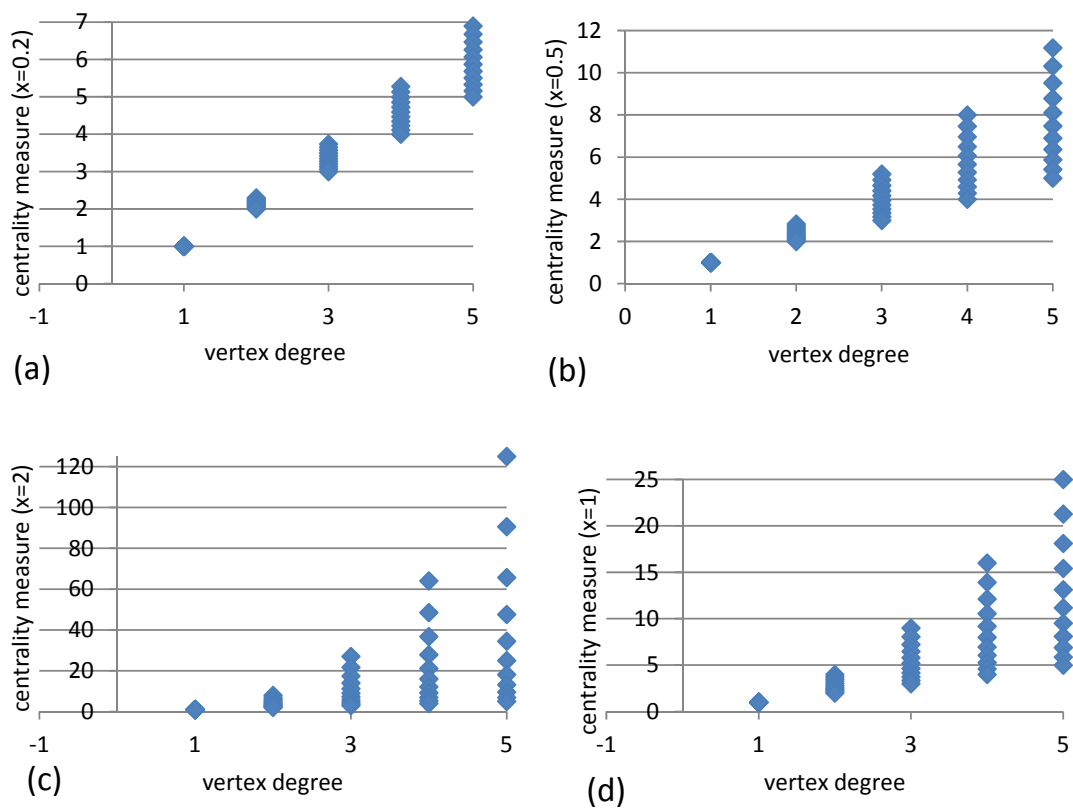 centrality measure (x=0.2)
7
6
5
4
3
2
1
0
-1 1 3 5
vertex degree
(a)
centrality measure (x=0.5)
12
10
8
6
4
2
0
0 1 2 3 4 5
vertex degree
(b)
centrality measure (x=2)
120
100
80
60
40
20
0
-1 1 3 5
vertex degree
(c)
centrality measure (x=1)
25
20
15
10
5
0
-1 1 3 5
vertex degree
(d)